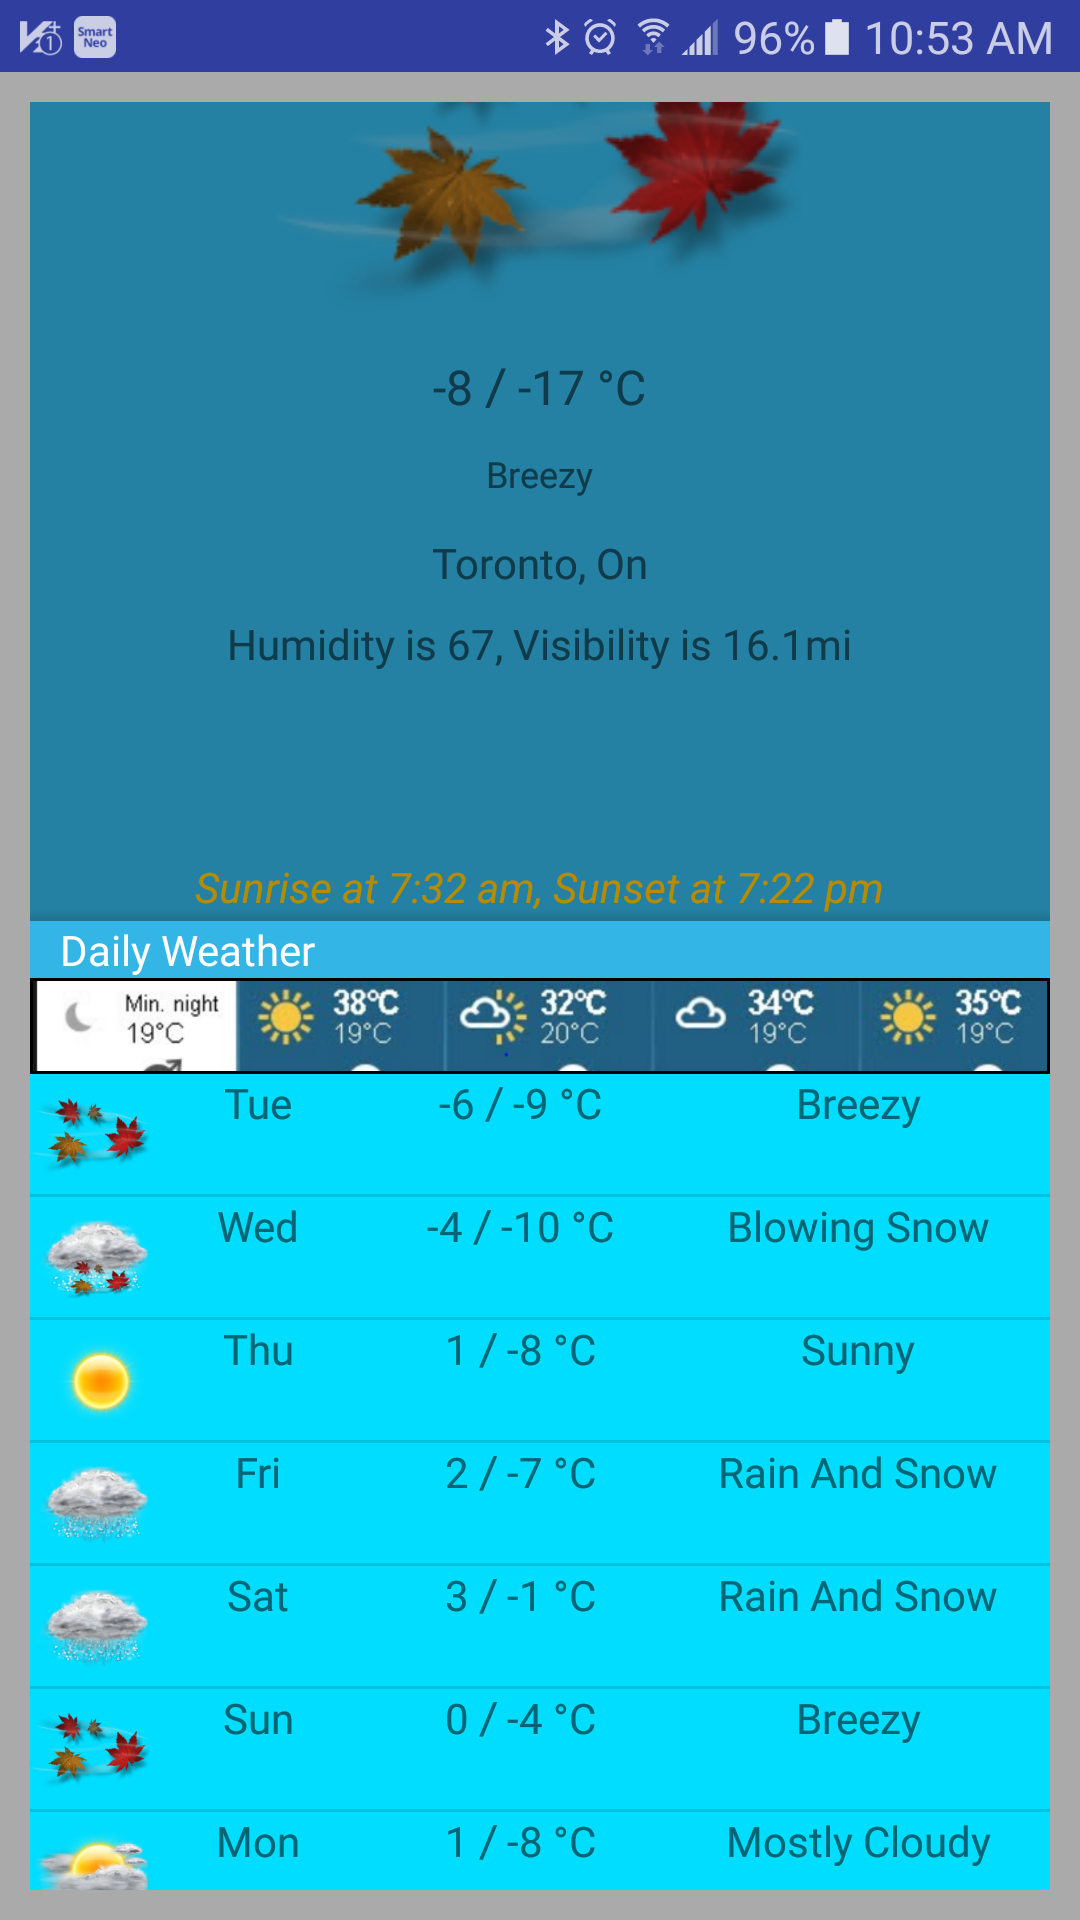 Smart Neo 96% 10:53 AM
-8 / -17 °C
Breezy
Toronto, On
Humidity is 67, Visibility is 16.1mi
Sunrise at 7:32 am, Sunset at 7:22 pm
Daily Weather
Min. night 38°C 32°C 34°C 35°C
19°C 19°C 20°C 19°C 19°C
Tue -6 / -9 °C Breezy
Wed -4 / -10 °C Blowing Snow
Thu 1 / -8 °C Sunny
Fri 2 / -7 °C Rain And Snow
Sat 3 / -1 °C Rain And Snow
Sun 0 / -4 °C Breezy
Mon 1 / -8 °C Mostly Cloudy